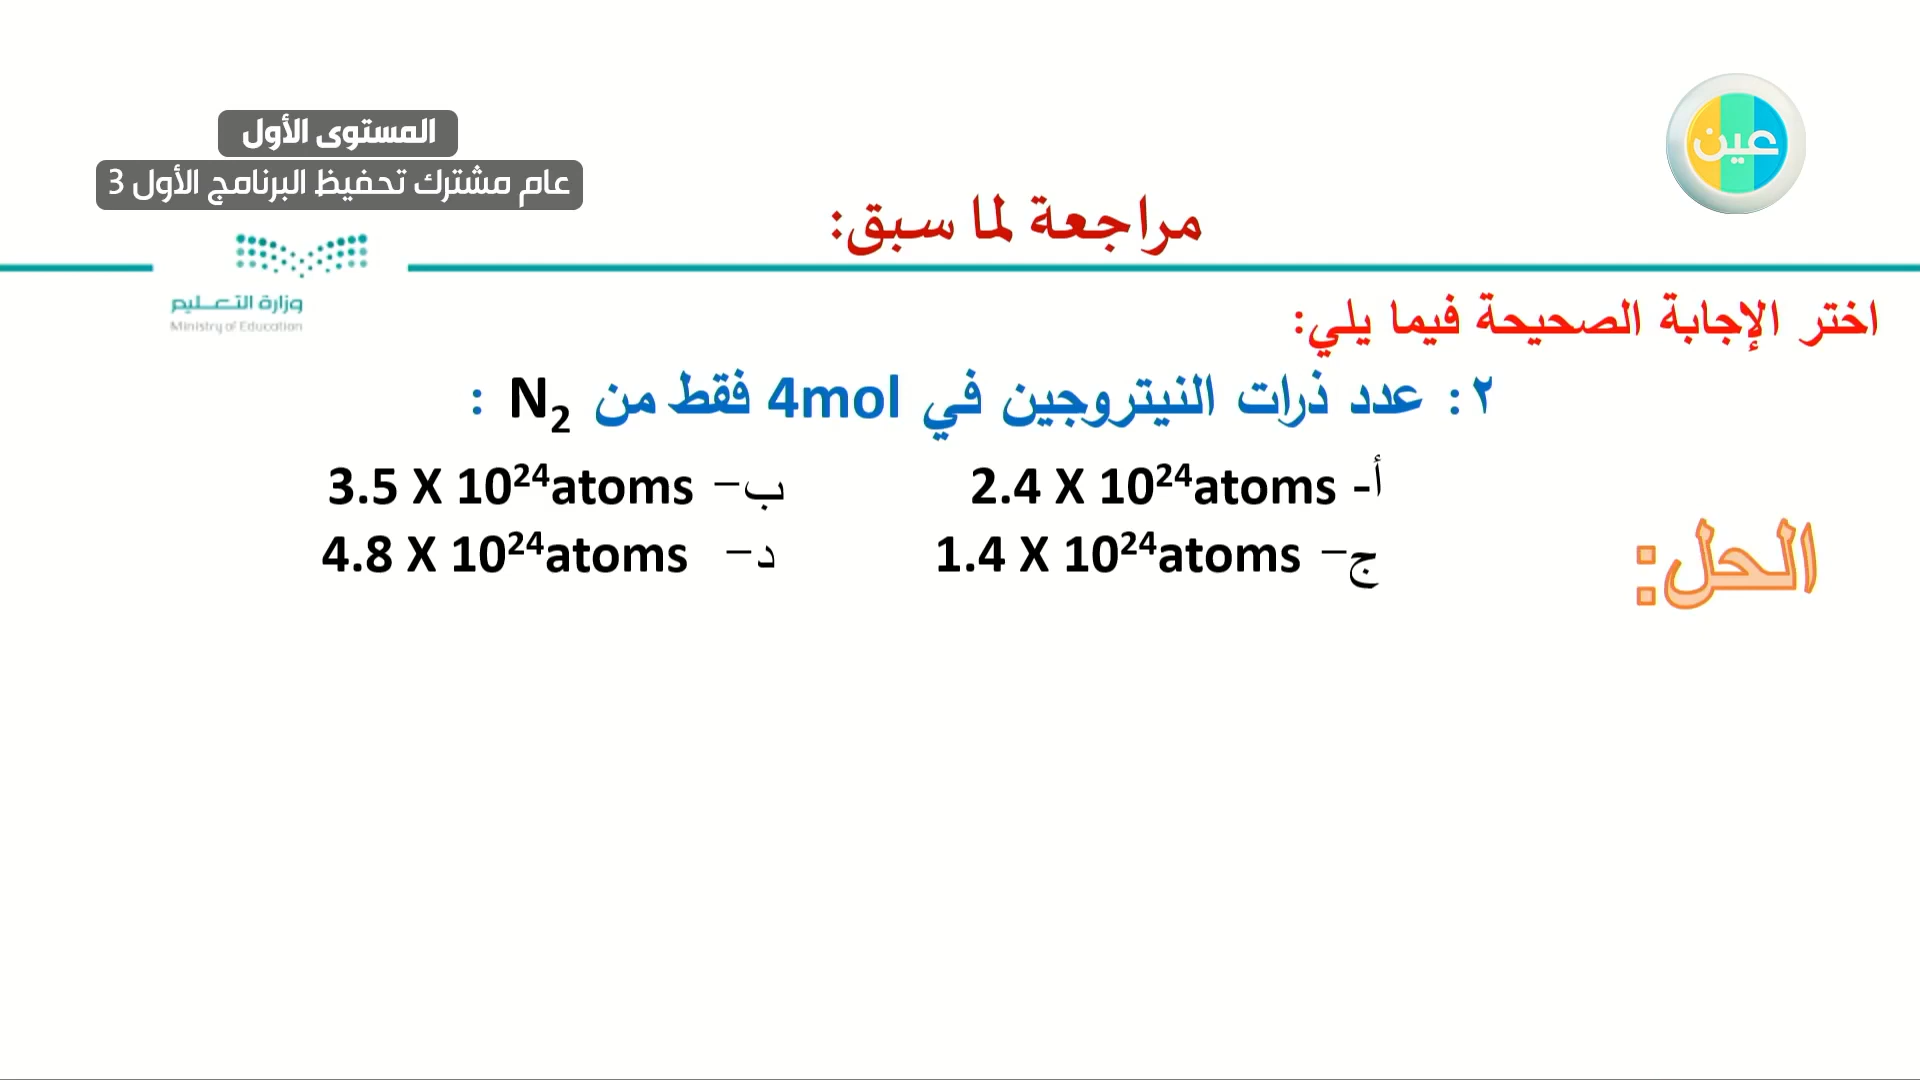 المستوى الأول
عام مشترك تحفيظ البرنامج الأول 3
عين
وزارة التعليم
Ministry of Education
مراجعة لما سبق:
اختر الإجابة الصحيحة فيما يلي:
٢: عدد ذرات النيتروجين في 4mol فقط من N₂ :
أ- 2.4 X 10²⁴atoms ب– 3.5 X 10²⁴atoms
ج– 1.4 X 10²⁴atoms د– 4.8 X 10²⁴atoms
الحل: